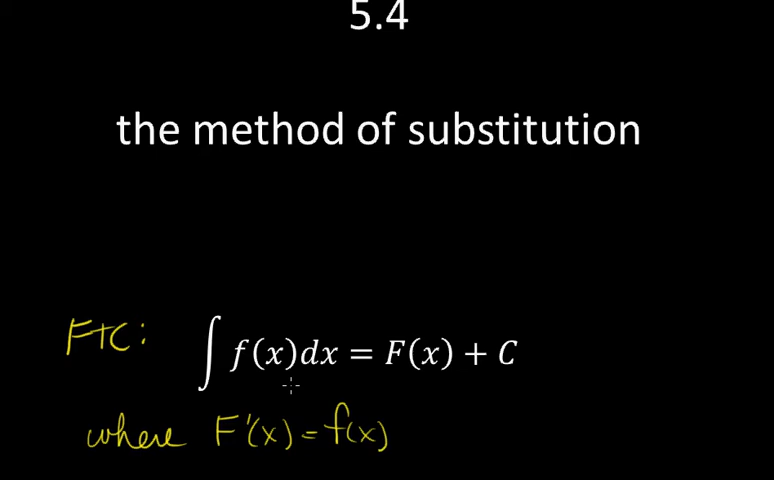 5.4
the method of substitution
FTC: ∫ f(x)dx = F(x) + C
where F'(x) = f(x)